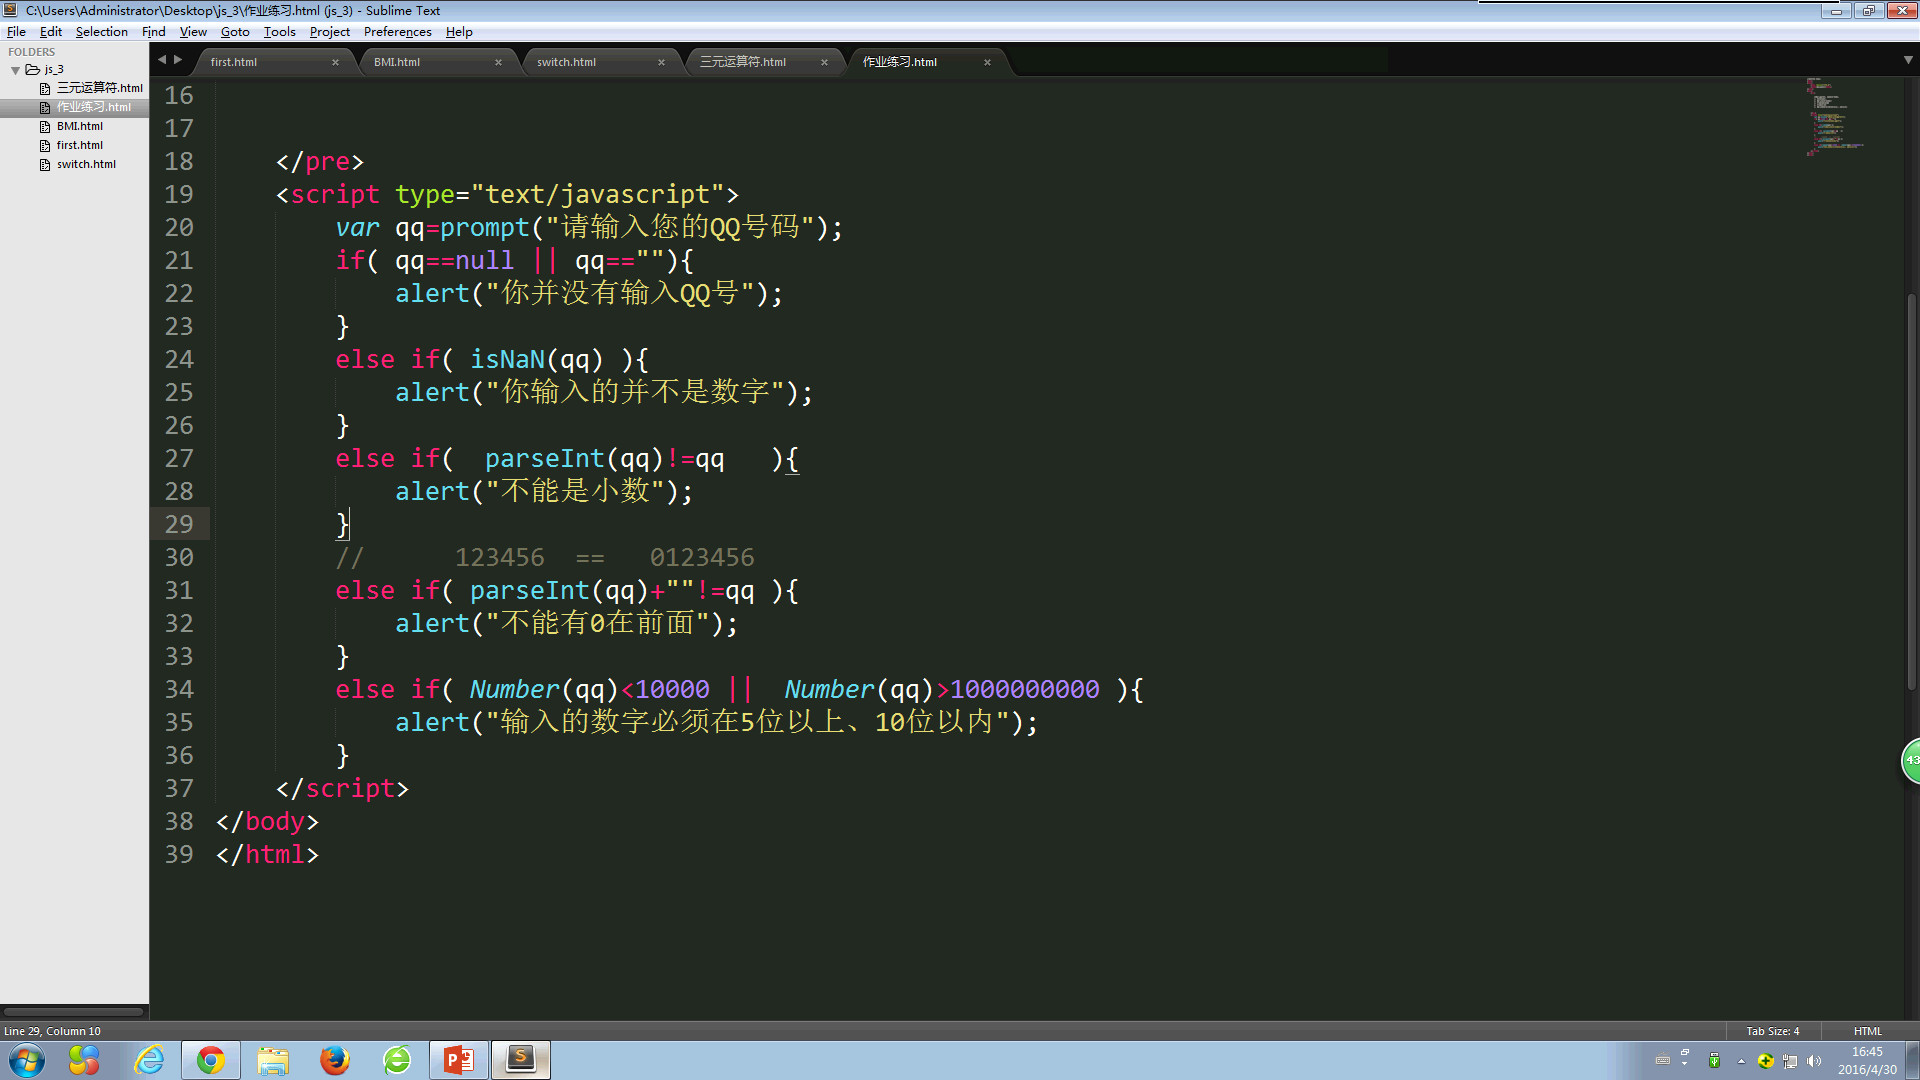 C:\Users\Administrator\Desktop\js_3\作业练习.html (js_3) - Sublime Text
File Edit Selection Find View Goto Tools Project Preferences Help
FOLDERS
js_3
三元运算符.html
作业练习.html
BMI.html
first.html
switch.html
first.html × BMI.html × switch.html × 三元运算符.html × 作业练习.html ×
16
17
18 </pre>
19 <script type="text/javascript">
20 var qq=prompt("请输入您的QQ号码");
21 if( qq==null || qq==""){
22 alert("你并没有输入QQ号");
23 }
24 else if( isNaN(qq) ){
25 alert("你输入的并不是数字");
26 }
27 else if(  parseInt(qq)!=qq   ){
28 alert("不能是小数");
29 }
30 //      123456  ==   0123456
31 else if( parseInt(qq)+""!=qq ){
32 alert("不能有0在前面");
33 }
34 else if( Number(qq)<10000 ||  Number(qq)>1000000000 ){
35 alert("输入的数字必须在5位以上、10位以内");
36 }
37 </script>
38 </body>
39 </html>
43
Line 29, Column 10
Tab Size: 4
HTML
16:45
2016/4/30